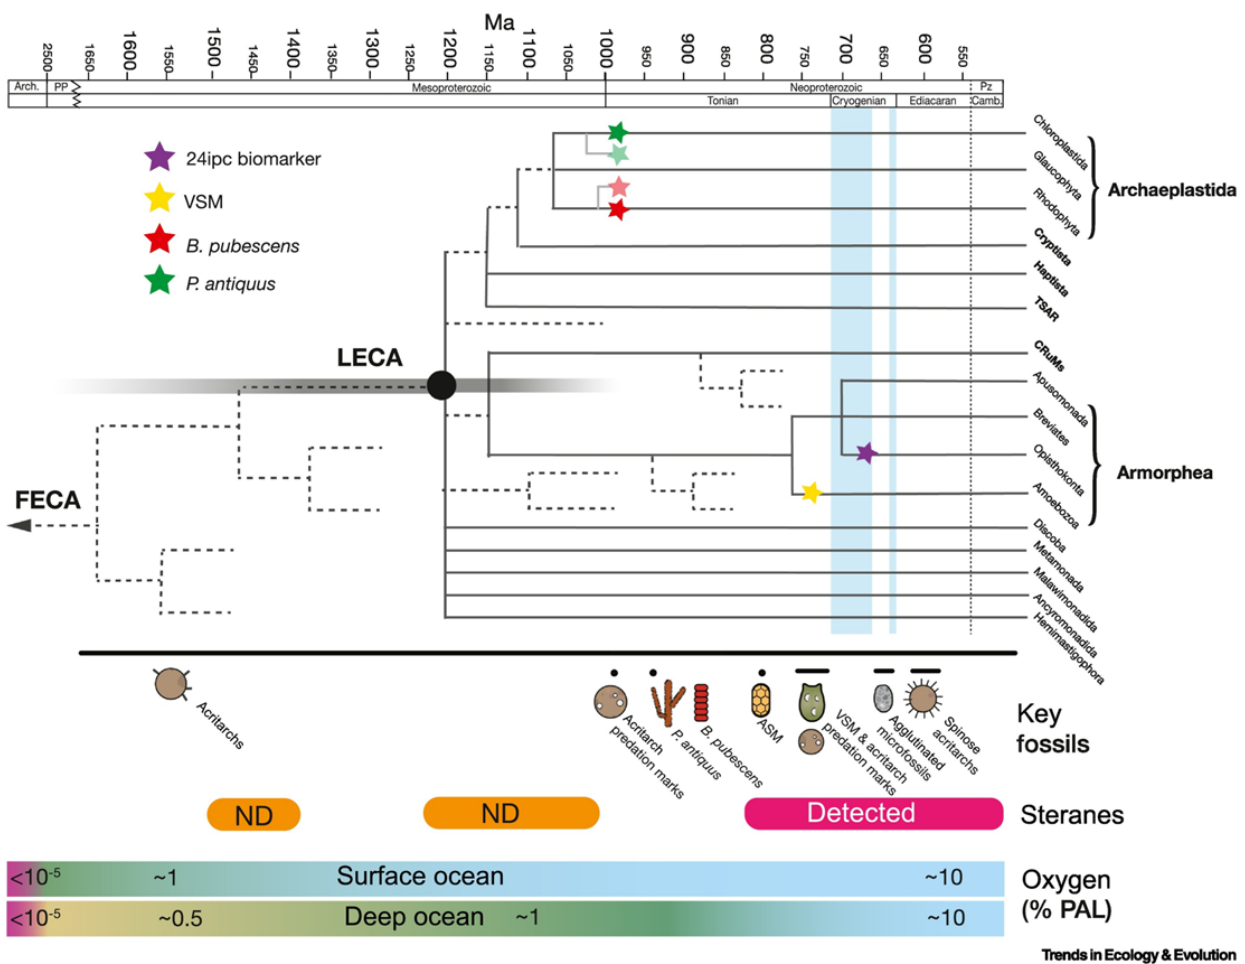 Ma
2500
1650
1600
1550
1500
1450
1400
1350
1300
1250
1200
1150
1100
1050
1000
950
900
850
800
750
700
650
600
550
Arch.
PP
Mesoproterozoic
Neoproterozoic
Pz
Tonian
Cryogenian
Ediacaran
Camb.
24ipc biomarker
VSM
B. pubescens
P. antiquus
LECA
FECA
Chloroplastida
Glaucophyta
Rhodophyta
Archaeplastida
Cryptista
Haptista
TSAR
CRuMs
Apusomonada
Breviates
Opisthokonta
Amoebozoa
Armorphea
Discoba
Metamonada
Malawimonadida
Ancyromonadida
Hemimastigophora
Acritarchs
Acritarch
predation marks
P. antiquus
B. pubescens
ASM
VSM & acritarch
predation marks
Agglutinated
microfossils
Spinose
acritarchs
Key
fossils
ND
ND
Detected
Steranes
<10-5
~1
Surface ocean
~10
<10-5
~0.5
Deep ocean
~1
~10
Oxygen
(% PAL)
Trends in Ecology & Evolution